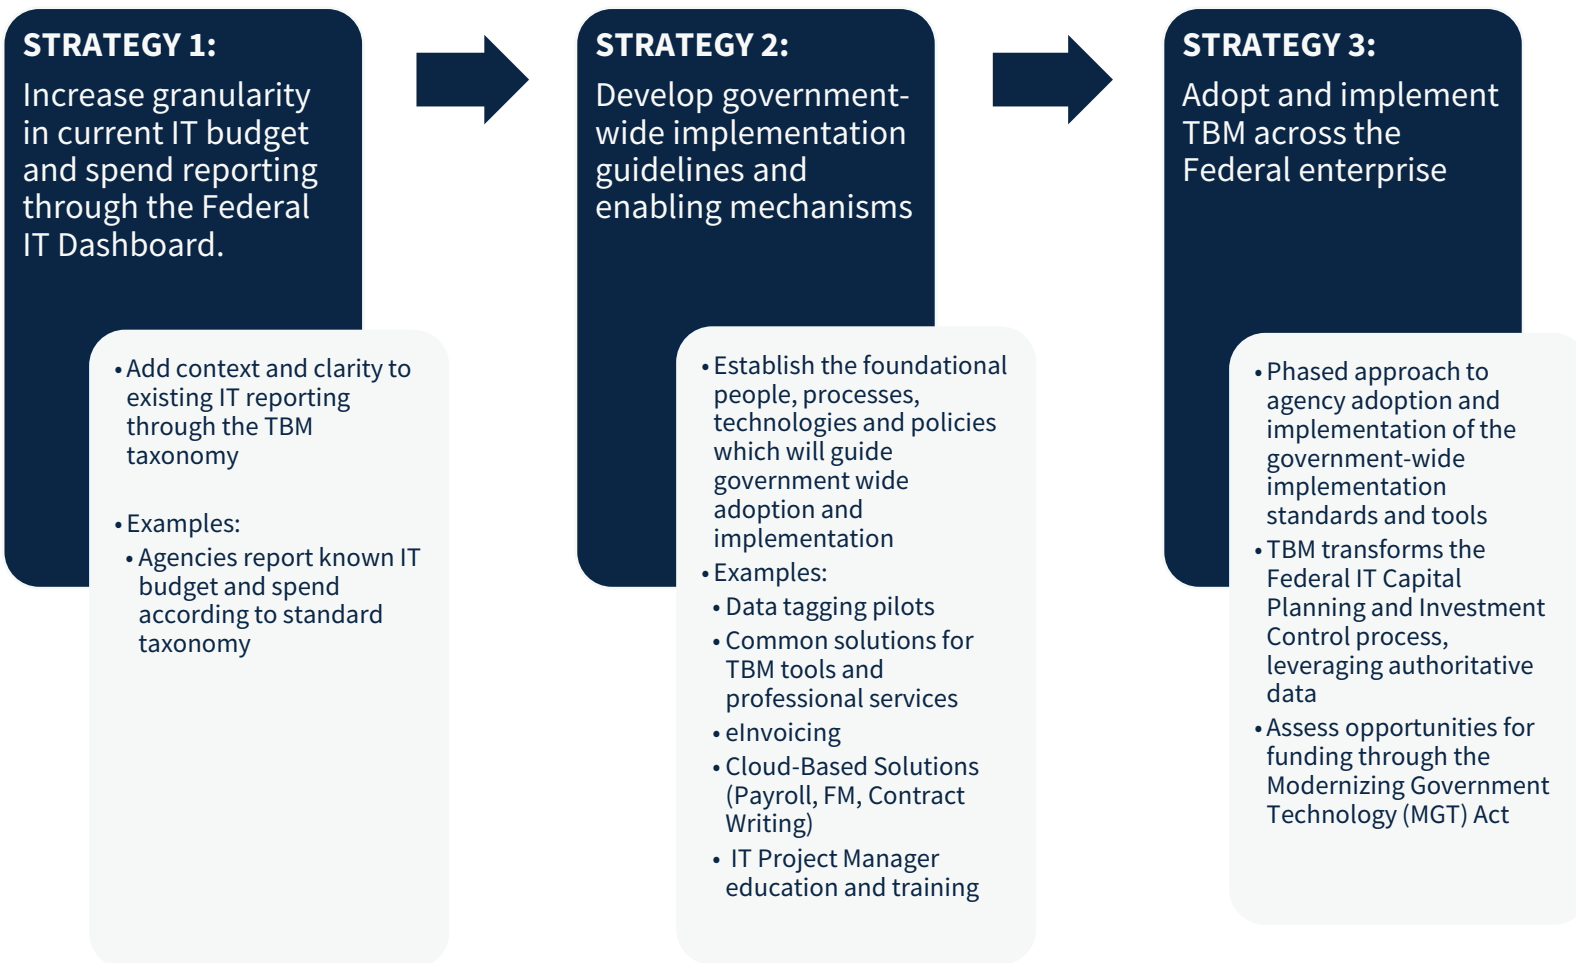 STRATEGY 1:
Increase granularity
in current IT budget
and spend reporting
through the Federal
IT Dashboard.
• Add context and clarity to
existing IT reporting
through the TBM
taxonomy
• Examples:
• Agencies report known IT
budget and spend
according to standard
taxonomy
STRATEGY 2:
Develop government-
wide implementation
guidelines and
enabling mechanisms
• Establish the foundational
people, processes,
technologies and policies
which will guide
government wide
adoption and
implementation
• Examples:
• Data tagging pilots
• Common solutions for
TBM tools and
professional services
• eInvoicing
• Cloud-Based Solutions
(Payroll, FM, Contract
Writing)
• IT Project Manager
education and training
STRATEGY 3:
Adopt and implement
TBM across the
Federal enterprise
• Phased approach to
agency adoption and
implementation of the
government-wide
implementation
standards and tools
• TBM transforms the
Federal IT Capital
Planning and Investment
Control process,
leveraging authoritative
data
• Assess opportunities for
funding through the
Modernizing Government
Technology (MGT) Act